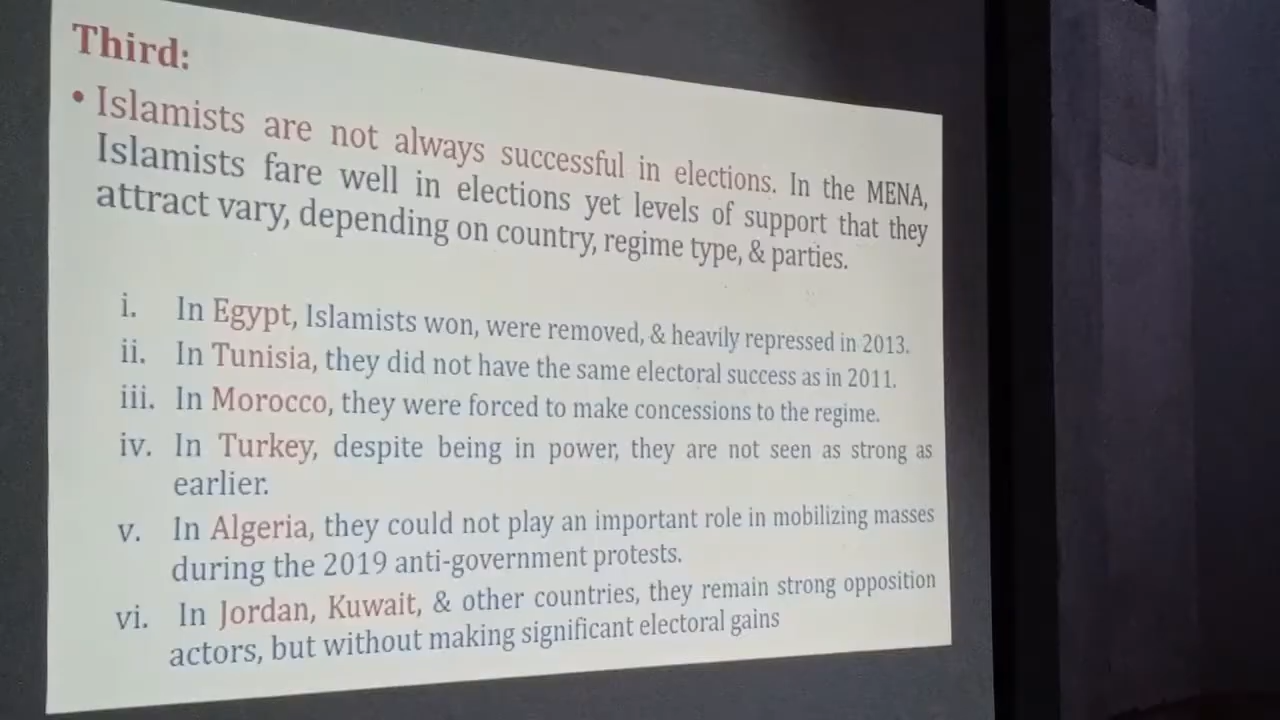 Third:
• Islamists are not always successful in elections. In the MENA,
Islamists fare well in elections yet levels of support that they
attract vary, depending on country, regime type, & parties.
i. In Egypt, Islamists won, were removed, & heavily repressed in 2013.
ii. In Tunisia, they did not have the same electoral success as in 2011.
iii. In Morocco, they were forced to make concessions to the regime.
iv. In Turkey, despite being in power, they are not seen as strong as
earlier.
v. In Algeria, they could not play an important role in mobilizing masses
during the 2019 anti-government protests.
vi. In Jordan, Kuwait, & other countries, they remain strong opposition
actors, but without making significant electoral gains